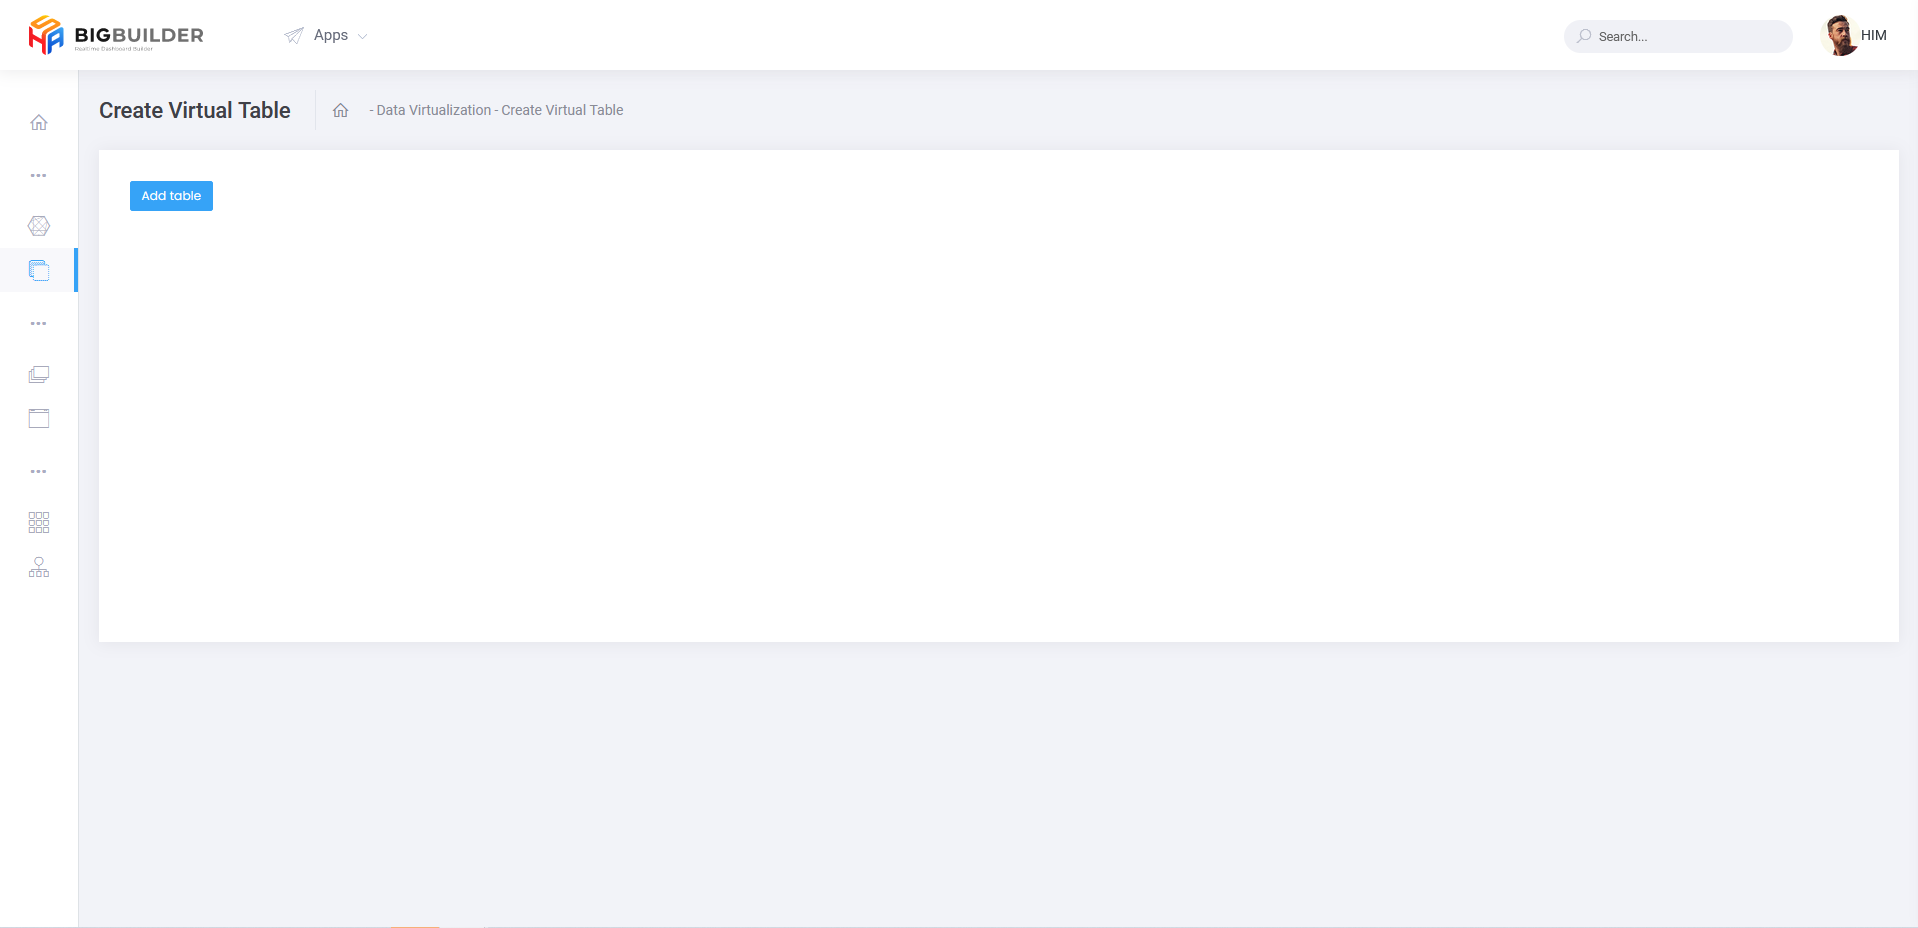 BIGBUILDER
Realtime Dashboard Builder
Apps
Search...
HIM
Create Virtual Table
- Data Virtualization - Create Virtual Table
Add table